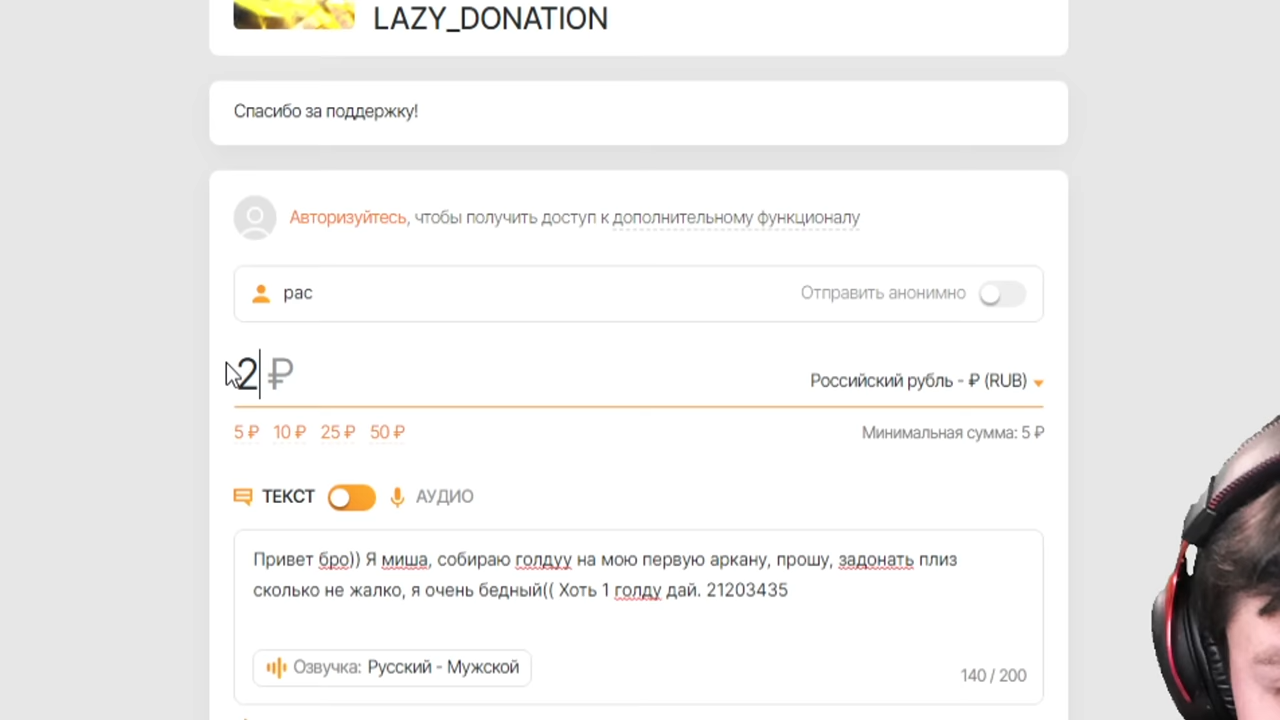 LAZY_DONATION
Спасибо за поддержку!
Авторизуйтесь, чтобы получить доступ к дополнительному функционалу
рас Отправить анонимно
2 ₽ Российский рубль - ₽ (RUB)
5 ₽ 10 ₽ 25 ₽ 50 ₽ Минимальная сумма: 5 ₽
ТЕКСТ АУДИО
Привет бро)) Я миша, собираю голдуу на мою первую аркану, прошу, задонать плиз
сколько не жалко, я очень бедный(( Хоть 1 голду дай. 21203435
Озвучка: Русский - Мужской 140 / 200